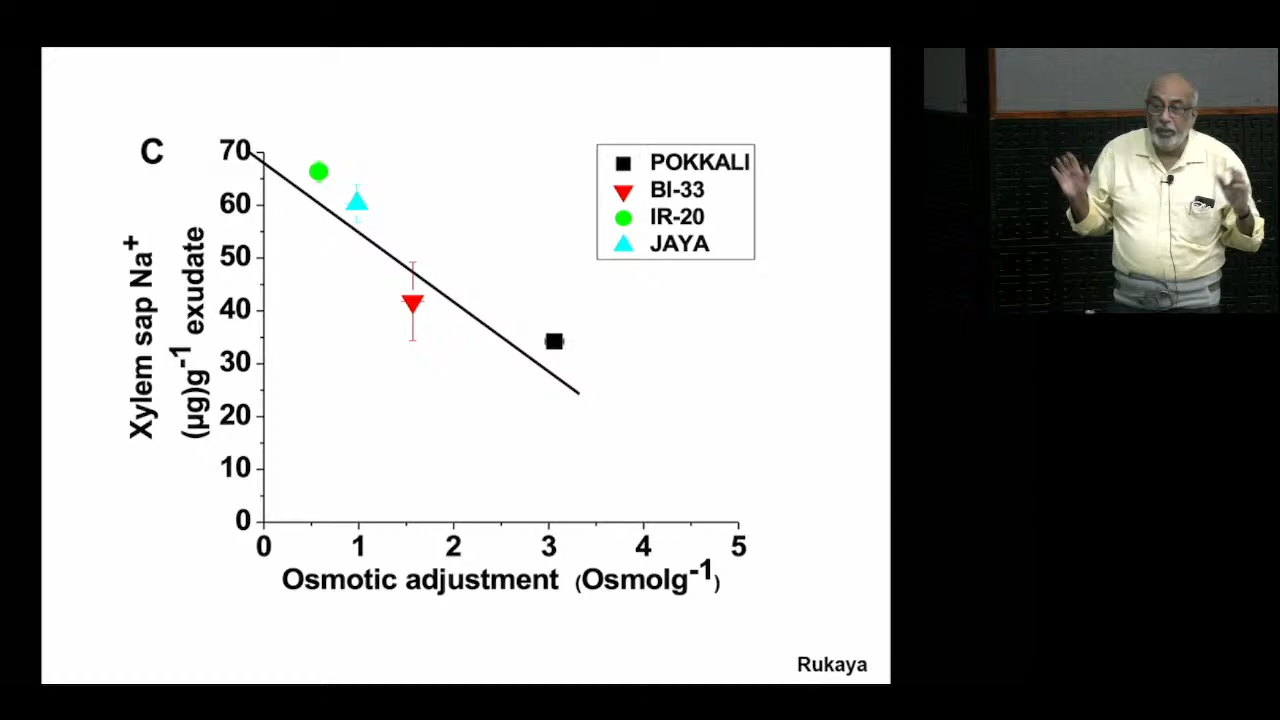 C
Xylem sap Na+
(µg)g-1 exudate
70
60
50
40
30
20
10
0
0 1 2 3 4 5
Osmotic adjustment (Osmolg-1)
POKKALI
BI-33
IR-20
JAYA
Rukaya